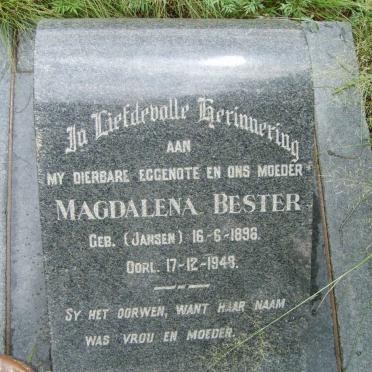 In Liefdevolle Herinnering
AAN
MY DIERBARE EGGENOTE EN ONS MOEDER
MAGDALENA BESTER
GEB. (JANSEN) 16-6-1896.
OORL. 17-12-1949.
SY HET OORWEN, WANT HAAR NAAM
WAS VROU EN MOEDER.